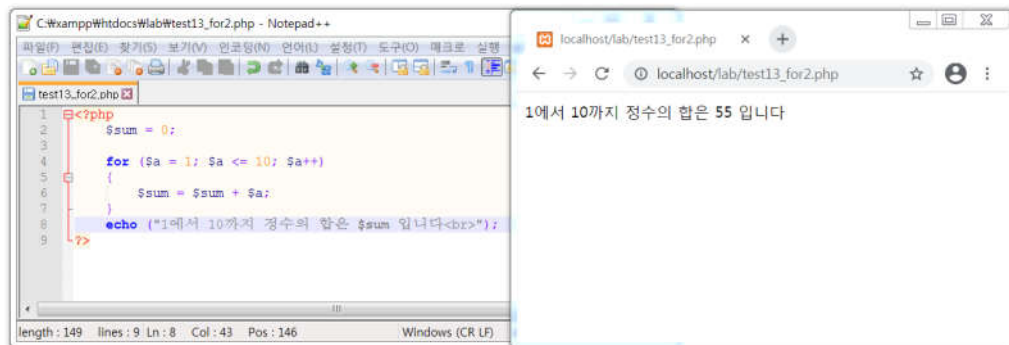 C:₩xampp₩htdocs₩lab₩test13_for2.php - Notepad++
파일(F) 편집(E) 찾기(S) 보기(V) 인코딩(N) 언어(L) 설정(T) 도구(O) 매크로 실행
test13_for2.php
1 <?php
2 $sum = 0;
3
4 for ($a = 1; $a <= 10; $a++)
5 {
6 $sum = $sum + $a;
7 }
8 echo ("1에서 10까지 정수의 합은 $sum 입니다<br>");
9 ?>
length : 149 lines : 9 Ln : 8 Col : 43 Pos : 146 Windows (CR LF)
localhost/lab/test13_for2.php
localhost/lab/test13_for2.php
1에서 10까지 정수의 합은 55 입니다